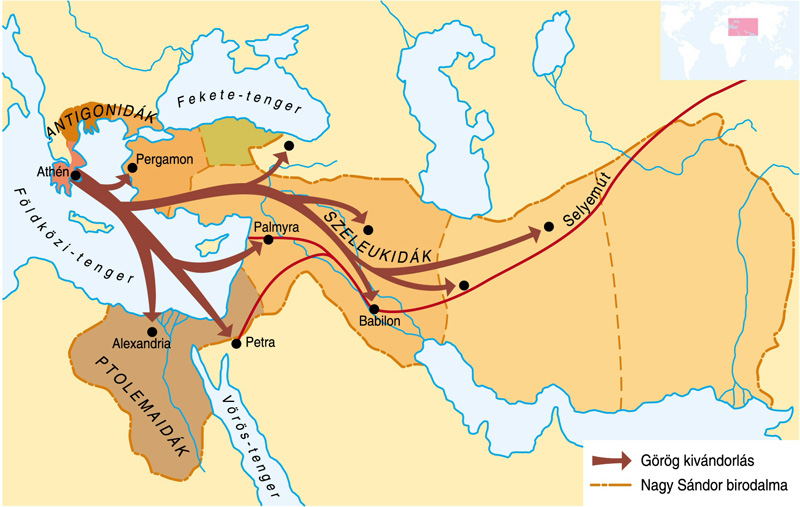 Fekete-tenger
ANTIGONIDÁK
Pergamon
Athén
Földközi-tenger
Palmyra
SZELEUKIDÁK
Selyemút
Babilon
Alexandria
Petra
PTOLEMAIDÁK
Vörös-tenger
Görög kivándorlás
Nagy Sándor birodalma